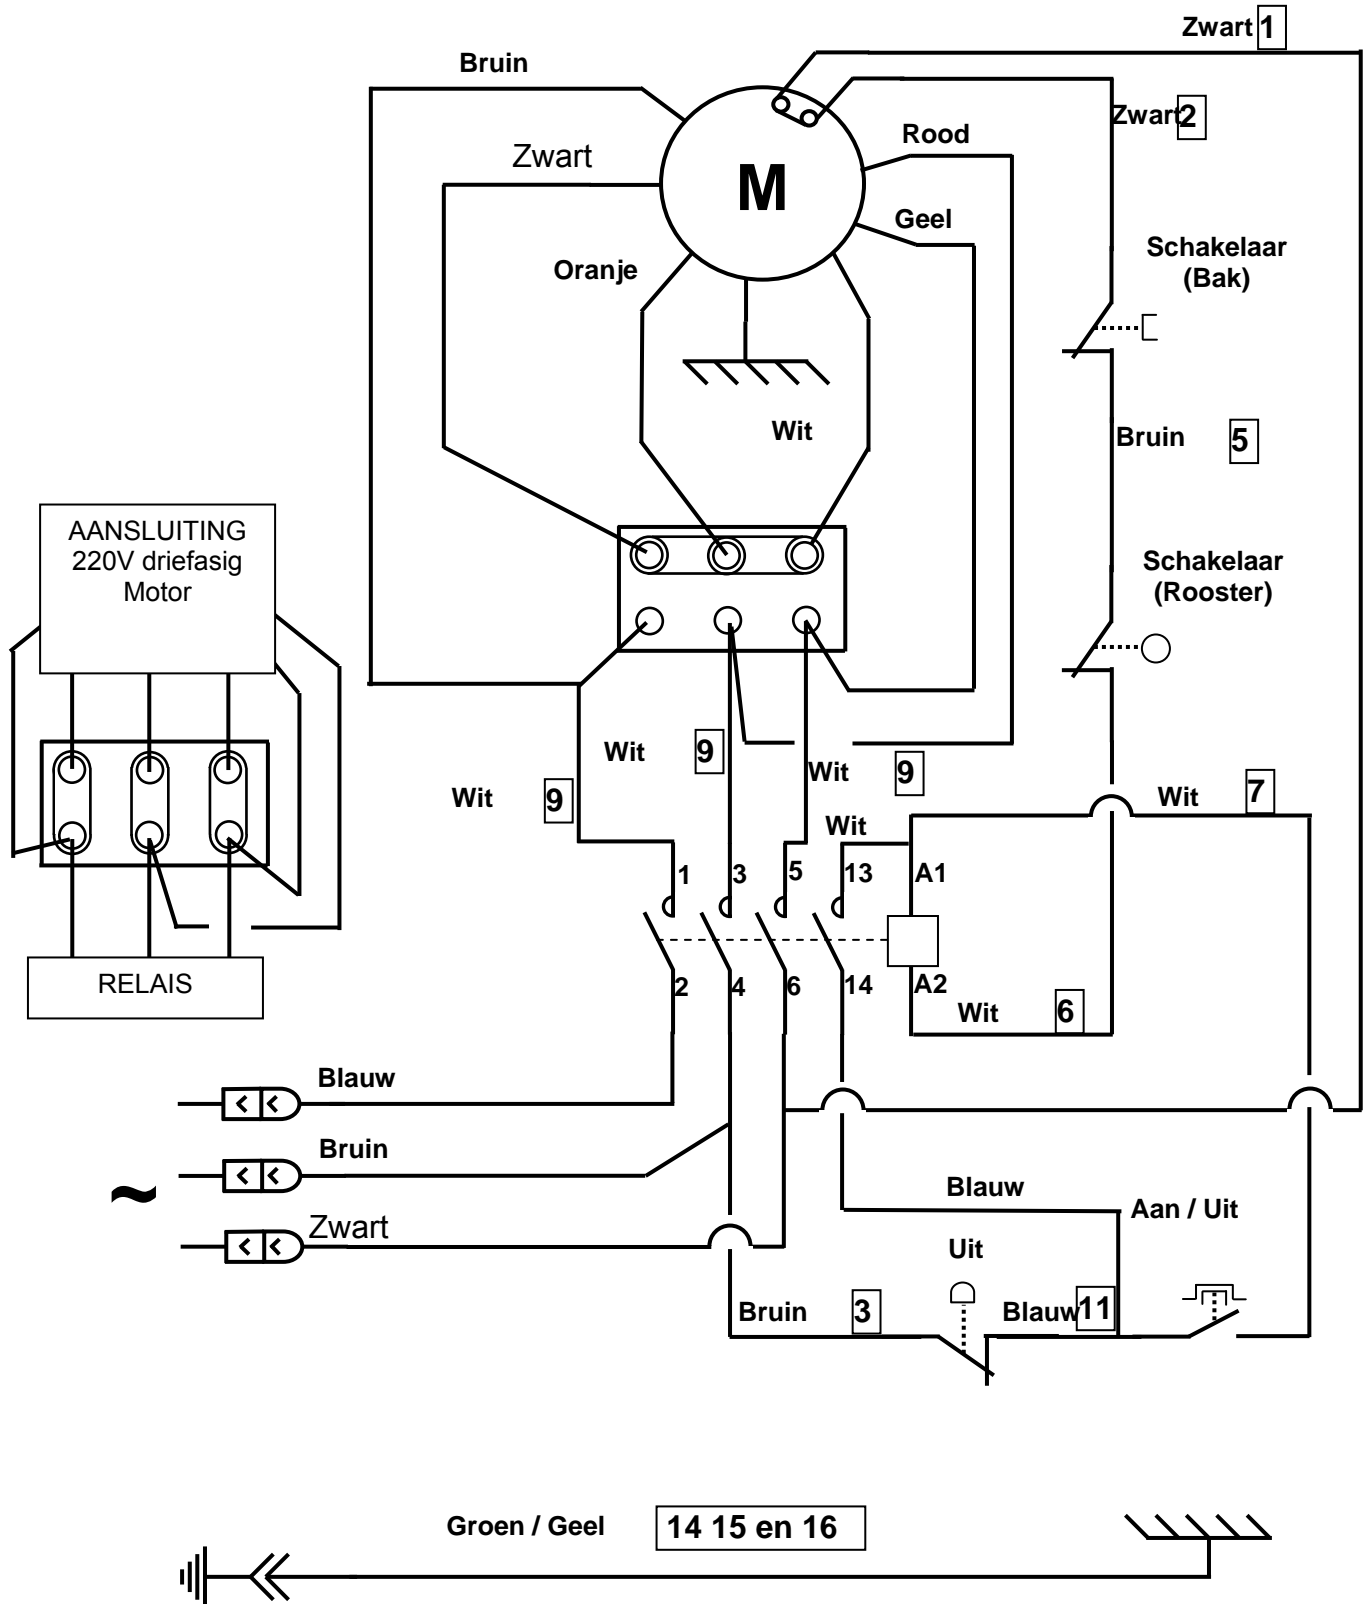 Zwart 1
Bruin
Zwart 2
Rood
Zwart
M
Geel
Schakelaar
(Bak)
Oranje
Wit
Bruin 5
AANSLUITING
220V driefasig
Motor
Schakelaar
(Rooster)
Wit 9
Wit 9
Wit 9
Wit 7
Wit
1 3 5 13 A1
2 4 6 14 A2
RELAIS
Wit 6
Blauw
Bruin
~
Zwart
Blauw
Aan / Uit
Uit
Bruin 3
Blauw 11
Groen / Geel 14 15 en 16